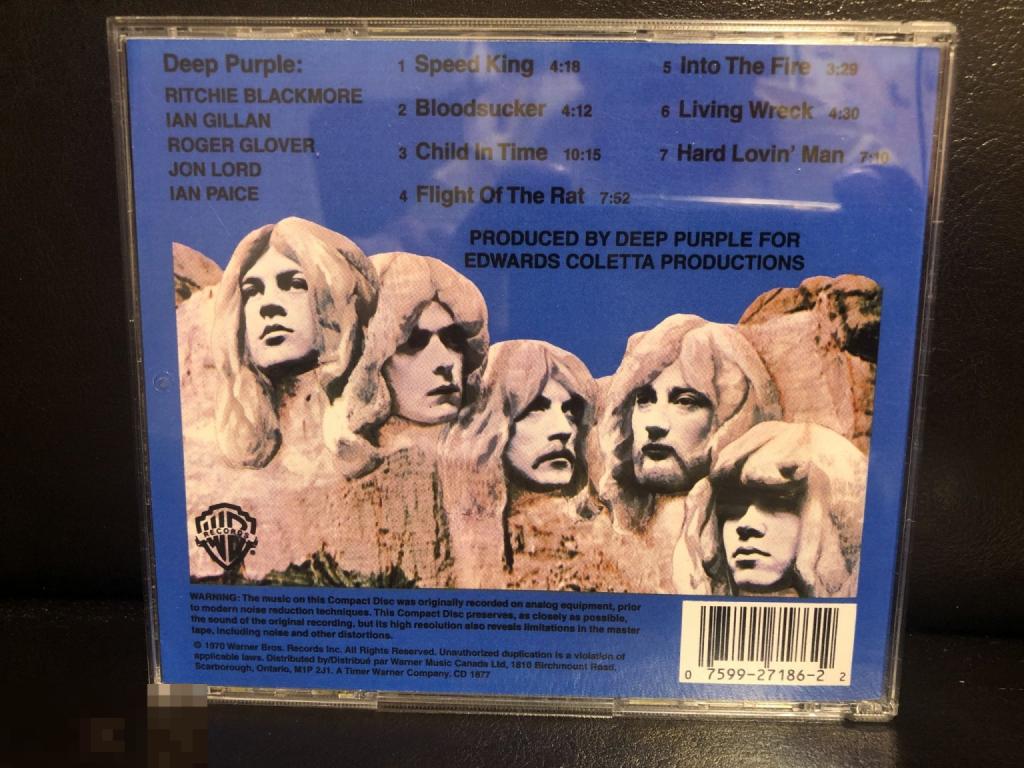 Deep Purple:
RITCHIE BLACKMORE
IAN GILLAN
ROGER GLOVER
JON LORD
IAN PAICE
1 Speed King 4:18
2 Bloodsucker 4:12
3 Child In Time 10:15
4 Flight Of The Rat 7:52
5 Into The Fire 3:29
6 Living Wreck 4:30
7 Hard Lovin' Man 7:10
PRODUCED BY DEEP PURPLE FOR
EDWARDS COLETTA PRODUCTIONS
RECORDS
WARNING: The music on this Compact Disc was originally recorded on analog equipment, prior
to modern noise reduction techniques. This Compact Disc preserves, as closely as possible,
the sound of the original recording, but its high resolution also reveals limitations in the master
tape, including noise and other distortions.
℗ 1970 Warner Bros. Records Inc. All Rights Reserved. Unauthorized duplication is a violation of
applicable laws. Distributed by/Distribué par Warner Music Canada Ltd, 1810 Birchmount Road,
Scarborough, Ontario, M1P 2J1. A Timer Warner Company. CD 1877
0 7599-27186-2 2